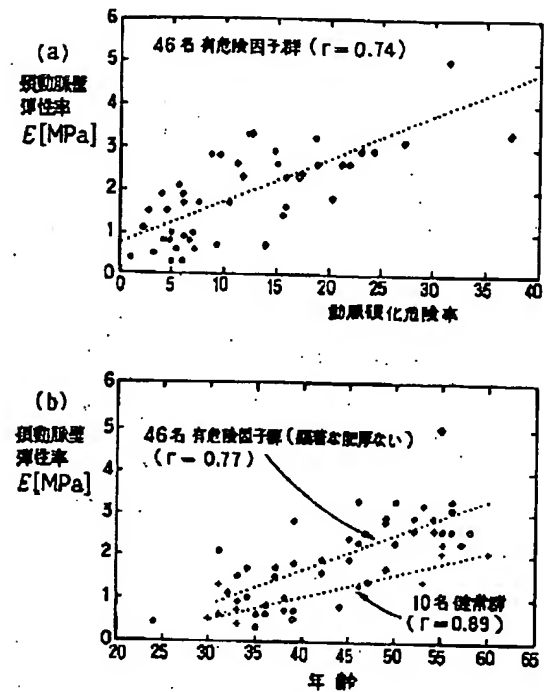 (a)
46名 有危険因子群 (r=0.74)
頚動脈壁
弾性率
E[MPa]
6
5
4
3
2
1
0
0 5 10 15 20 25 30 35 40
動脈硬化危険率
(b)
46名 有危険因子群(顕著な肥厚ない)
(r=0.77)
頚動脈壁
弾性率
E[MPa]
6
5
4
3
2
1
0
10名 健常群
(r=0.89)
20 25 30 35 40 45 50 55 60 65
年齢